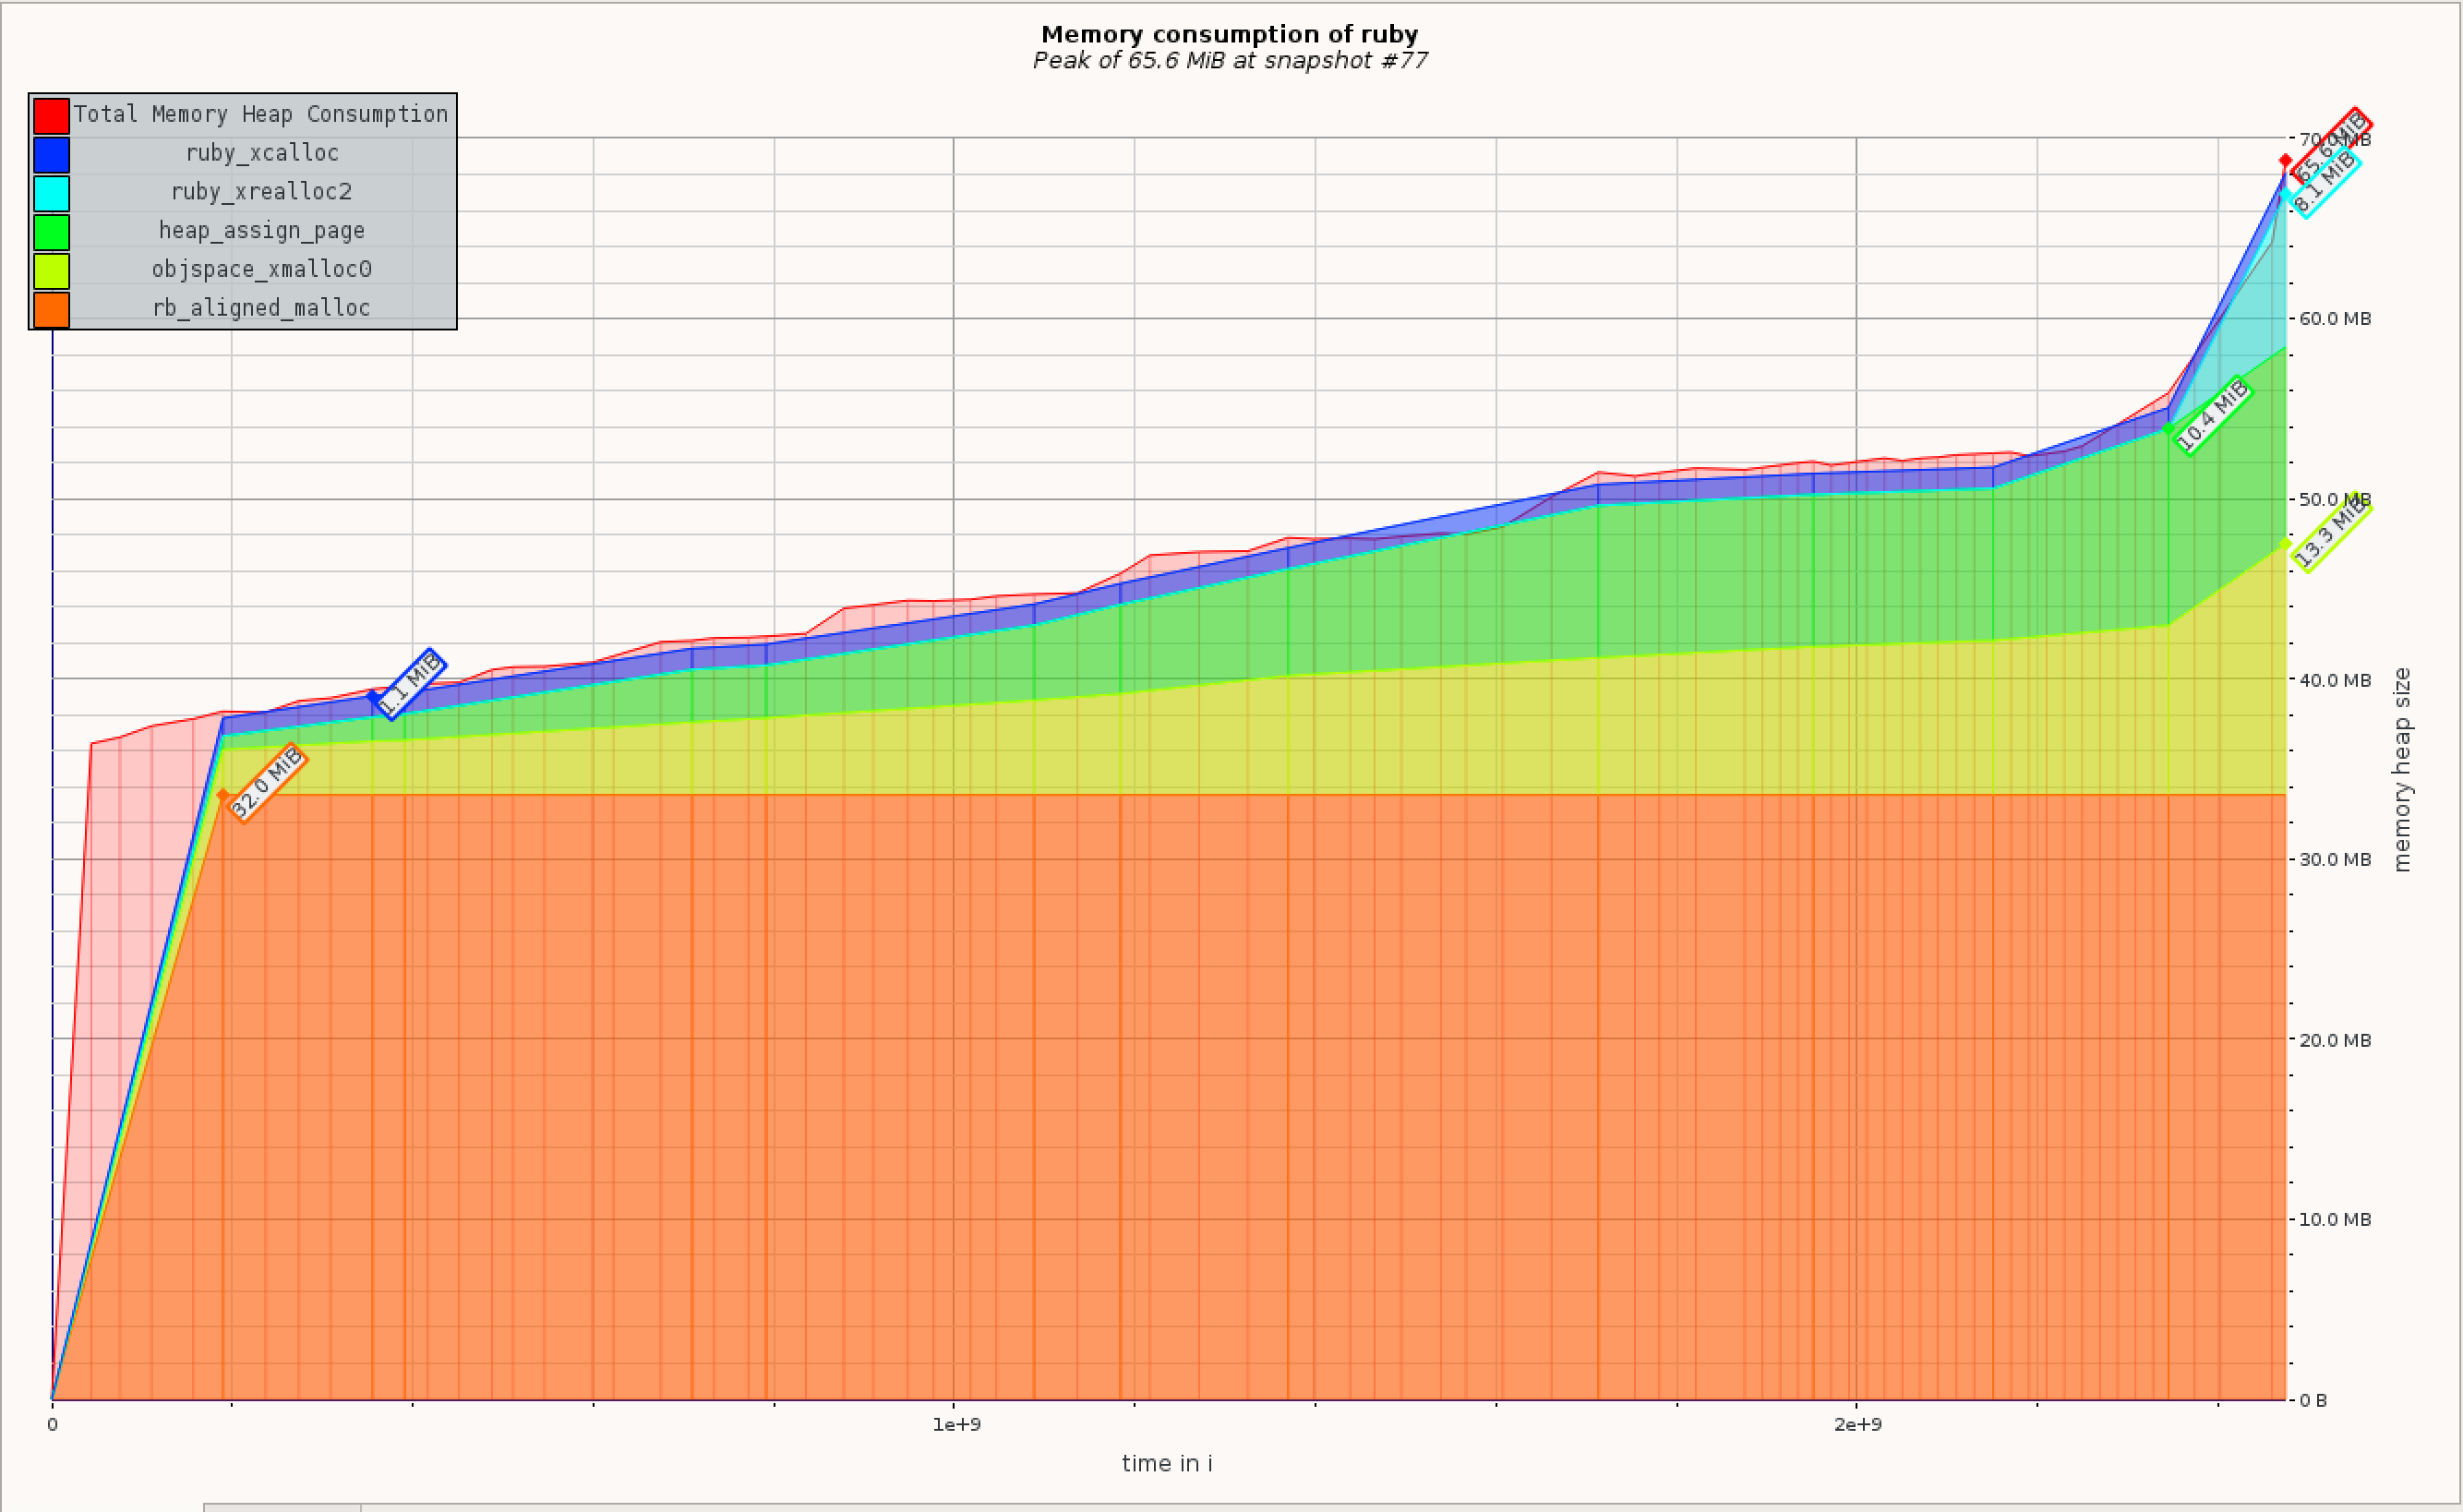 Memory consumption of ruby
Peak of 65.6 MiB at snapshot #77
Total Memory Heap Consumption
ruby_xcalloc
ruby_xrealloc2
heap_assign_page
objspace_xmalloc0
rb_aligned_malloc
65.6 MiB
8.1 MiB
10.4 MiB
13.3 MiB
1.1 MiB
32.0 MiB
70.0 MB
60.0 MB
50.0 MB
40.0 MB
30.0 MB
20.0 MB
10.0 MB
0 B
memory heap size
0
1e+9
2e+9
time in i